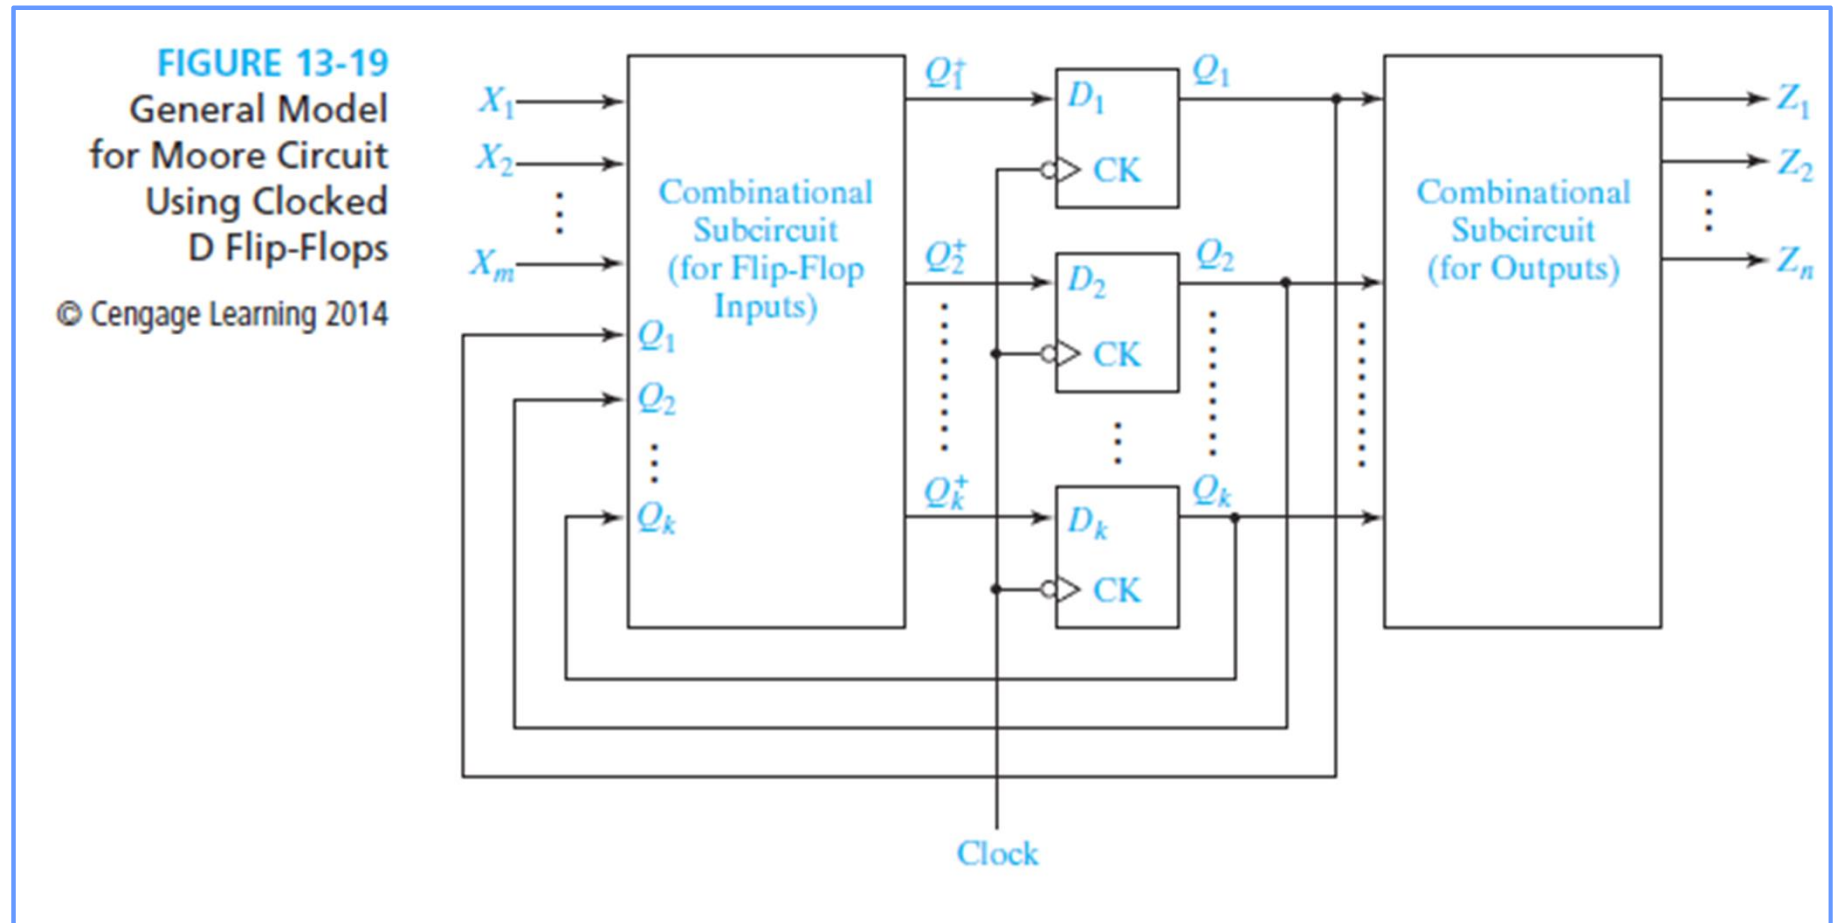 FIGURE 13-19
General Model
for Moore Circuit
Using Clocked
D Flip-Flops
© Cengage Learning 2014
X1
X2
⋮
Xm
Q1
Q2
⋮
Qk
Combinational
Subcircuit
(for Flip-Flop
Inputs)
Q1+
Q2+
Qk+
D1
CK
D2
CK
⋮
Dk
CK
Q1
Q2
Qk
Combinational
Subcircuit
(for Outputs)
Z1
Z2
⋮
Zn
Clock